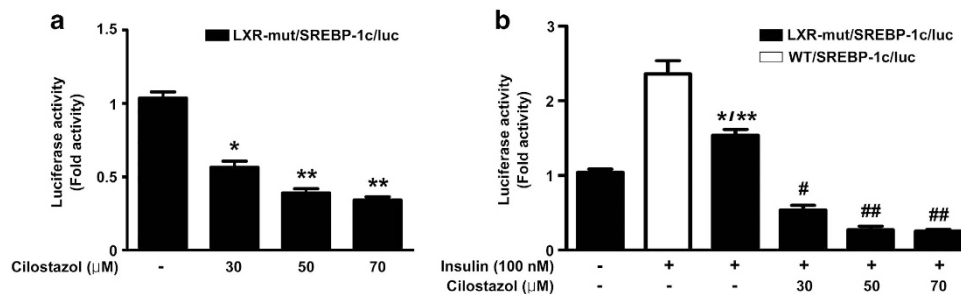 a
LXR-mut/SREBP-1c/luc
Luciferase activity
(Fold activity)
1.5
1
0.5
0
*
**
**
Cilostazol (μM) - 30 50 70
b
LXR-mut/SREBP-1c/luc
WT/SREBP-1c/luc
Luciferase activity
(Fold activity)
3
2
1
0
*/**
#
##
##
Insulin (100 nM) - + + + + +
Cilostazol (μM) - - - 30 50 70